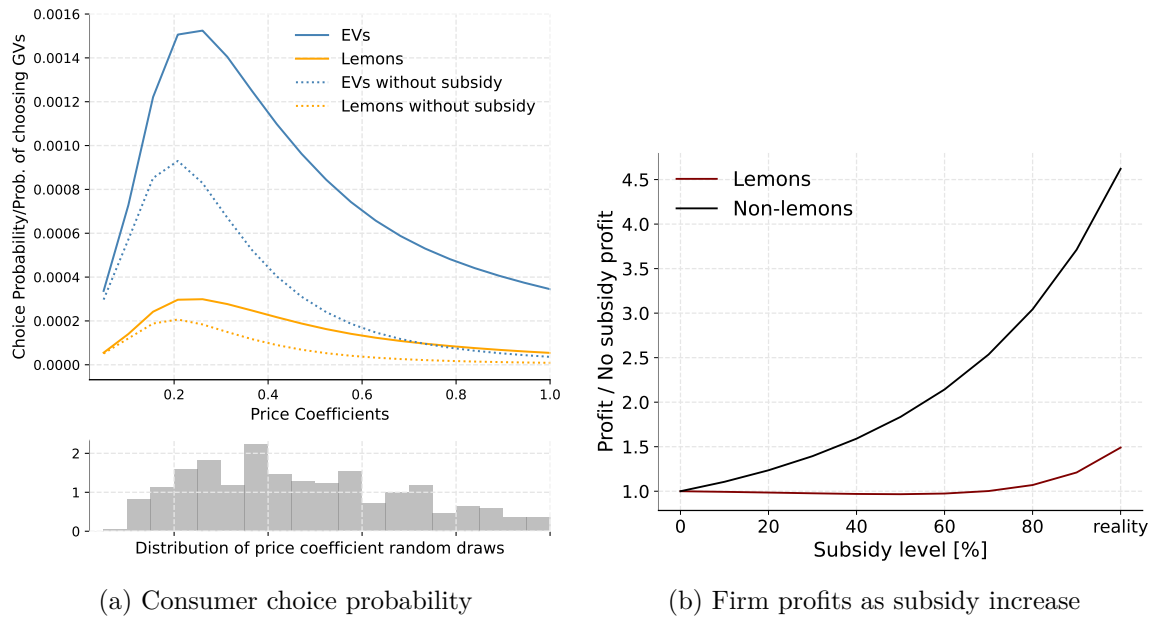 0.0016
0.0014
0.0012
0.0010
0.0008
0.0006
0.0004
0.0002
0.0000
Choice Probability/Prob. of choosing GVs
EVs
Lemons
EVs without subsidy
Lemons without subsidy
0.2 0.4 0.6 0.8 1.0
Price Coefficients
2
1
0
Distribution of price coefficient random draws
(a) Consumer choice probability
4.5
4.0
3.5
3.0
2.5
2.0
1.5
1.0
Profit / No subsidy profit
Lemons
Non-lemons
0 20 40 60 80 reality
Subsidy level [%]
(b) Firm profits as subsidy increase